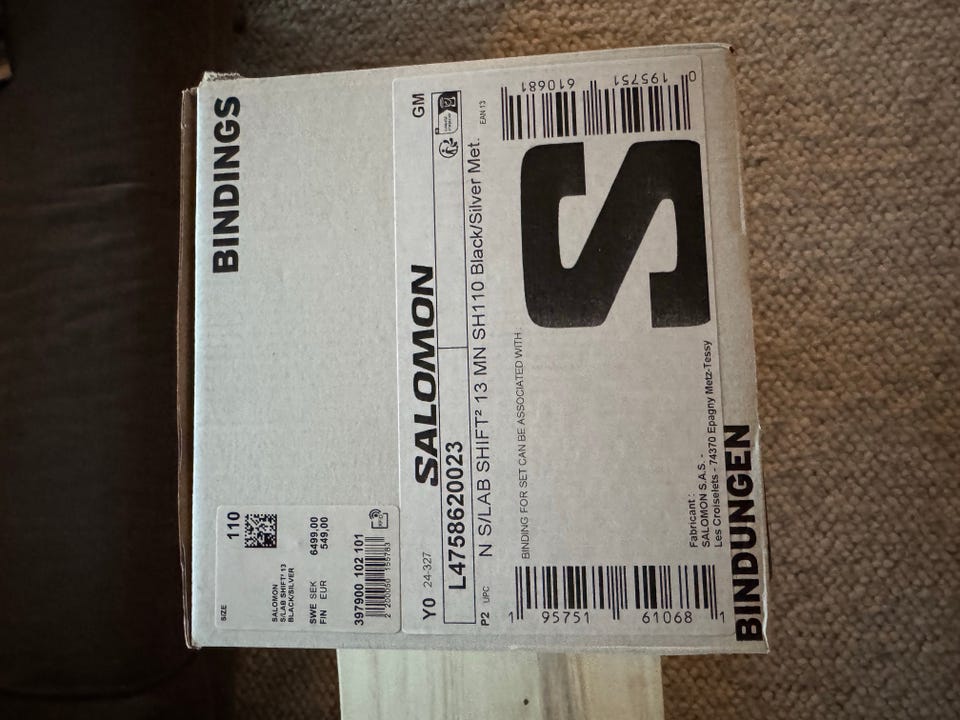 BINDINGS
SIZE
110
SALOMON
S/LAB SHIFT² 13
BLACK/SILVER
SWE SEK 6499,00
FIN EUR 549,00
397900 102 101
RFID
Y0 24-327
SALOMON
GM
L4758620023
P2 UPC
N S/LAB SHIFT² 13 MN SH110 Black/Silver Met.
EAN 13
BINDING FOR SET CAN BE ASSOCIATED WITH :
1 95751 61068 1
0 195751 610681
Fabricant :
SALOMON S.A.S. -
Les Croiselets - 74370 Epagny Metz-Tessy
BINDUNGEN